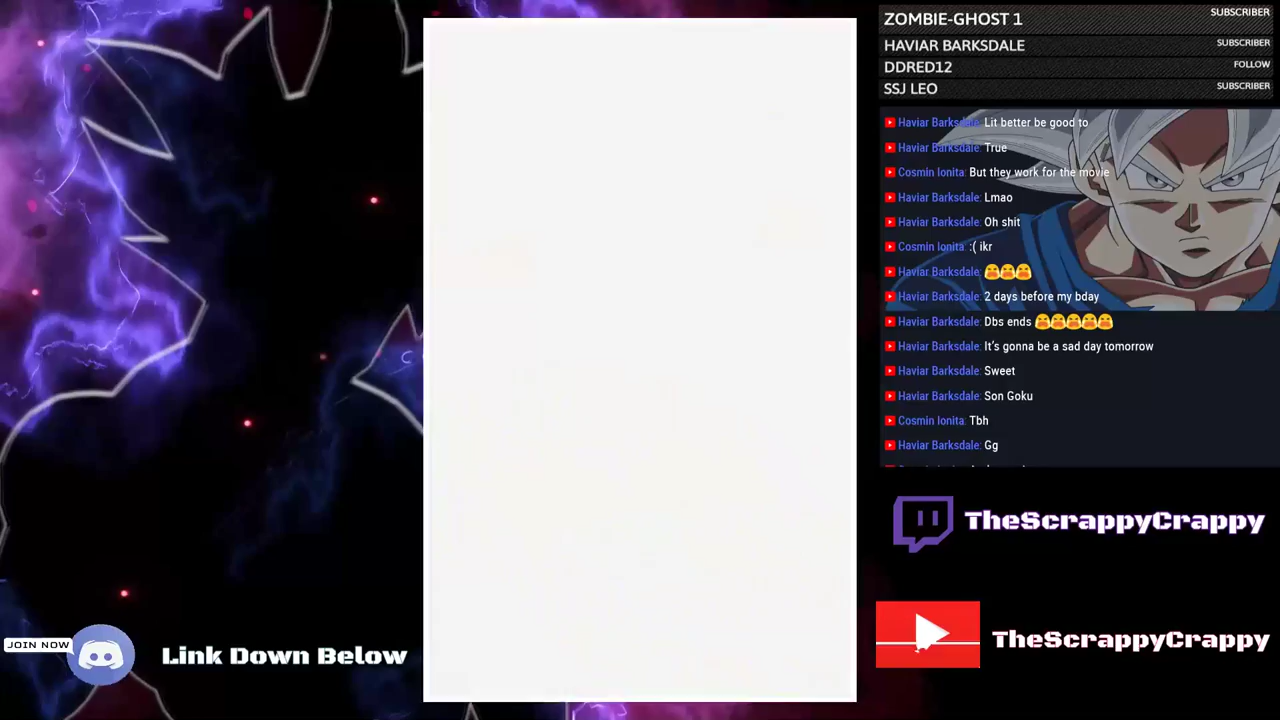 ZOMBIE-GHOST 1 SUBSCRIBER
HAVIAR BARKSDALE SUBSCRIBER
DDRED12 FOLLOW
SSJ LEO SUBSCRIBER
Haviar Barksdale: Lit better be good to
Haviar Barksdale: True
Cosmin Ionita: But they work for the movie
Haviar Barksdale: Lmao
Haviar Barksdale: Oh shit
Cosmin Ionita: :( ikr
Haviar Barksdale: 😫😫😫
Haviar Barksdale: 2 days before my bday
Haviar Barksdale: Dbs ends 😫😫😫😫😫
Haviar Barksdale: It's gonna be a sad day tomorrow
Haviar Barksdale: Sweet
Haviar Barksdale: Son Goku
Cosmin Ionita: Tbh
Haviar Barksdale: Gg
TheScrappyCrappy
TheScrappyCrappy
JOIN NOW
Link Down Below